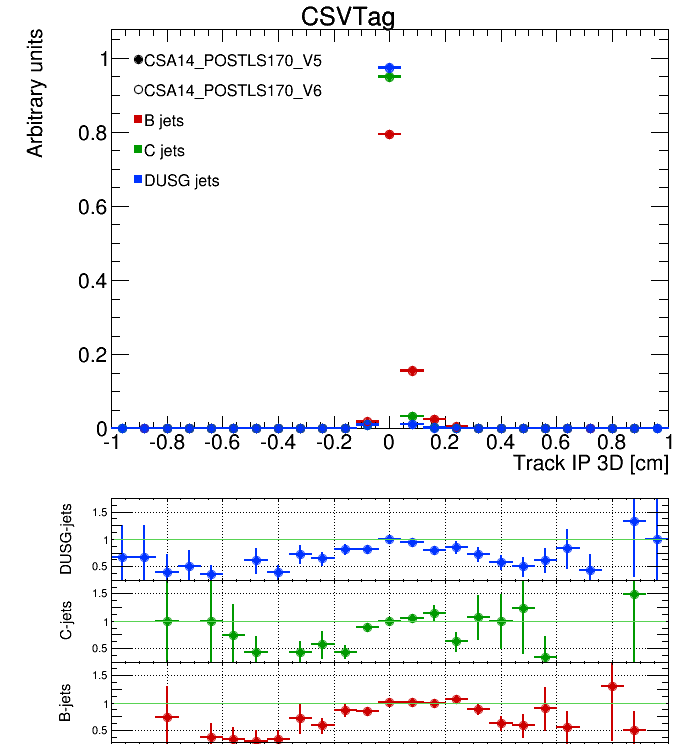 CSVTag
Arbitrary units
1
0.8
0.6
0.4
0.2
0
CSA14_POSTLS170_V5
CSA14_POSTLS170_V6
B jets
C jets
DUSG jets
-1 -0.8 -0.6 -0.4 -0.2 0 0.2 0.4 0.6 0.8 1
Track IP 3D [cm]
DUSG-jets
1.5
1
0.5
C-jets
1.5
1
0.5
B-jets
1.5
1
0.5